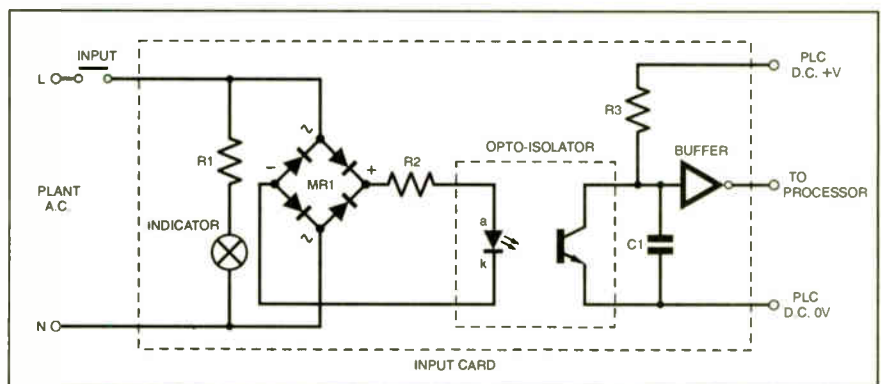 INPUT
L
PLC
D.C. +V
R3
OPTO-ISOLATOR
BUFFER
R1
~
-
MR1
+
R2
PLANT
A.C.
TO
PROCESSOR
INDICATOR
~
a
k
C1
N
PLC
D.C. 0V
INPUT CARD